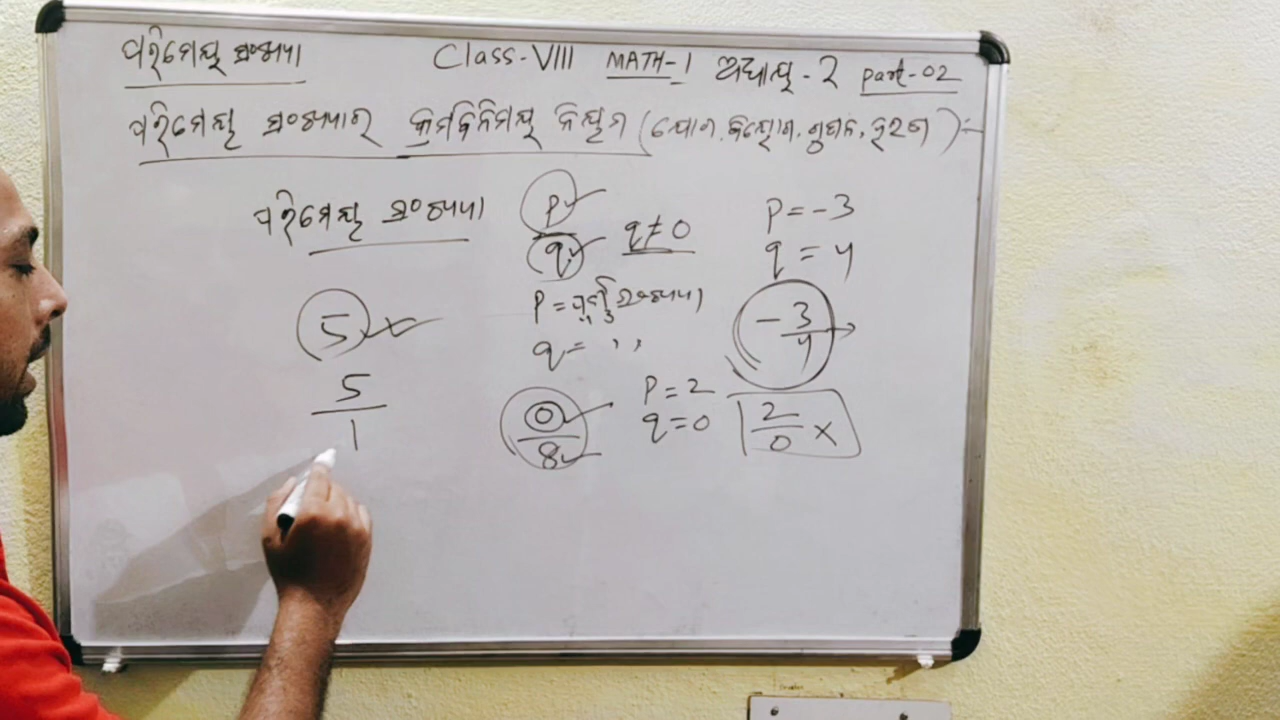 ପରିମେୟ ସଂଖ୍ୟା Class-VIII MATH-1 ଅଧ୍ୟାୟ-2 part-02
ପରିମେୟ ସଂଖ୍ୟାର କ୍ରମବିନିମୟ ନିୟମ (ଯୋଗ, ବିୟୋଗ, ଗୁଣନ, ହରଣ) :-
ପରିମେୟ ସଂଖ୍ୟା p/q q≠0
P = -3
q = 4
P = ପୂର୍ଣ୍ଣ ସଂଖ୍ୟା
q = ,,
-3/4
5
5/1
0/8
P = 2
q = 0
2/0 ×